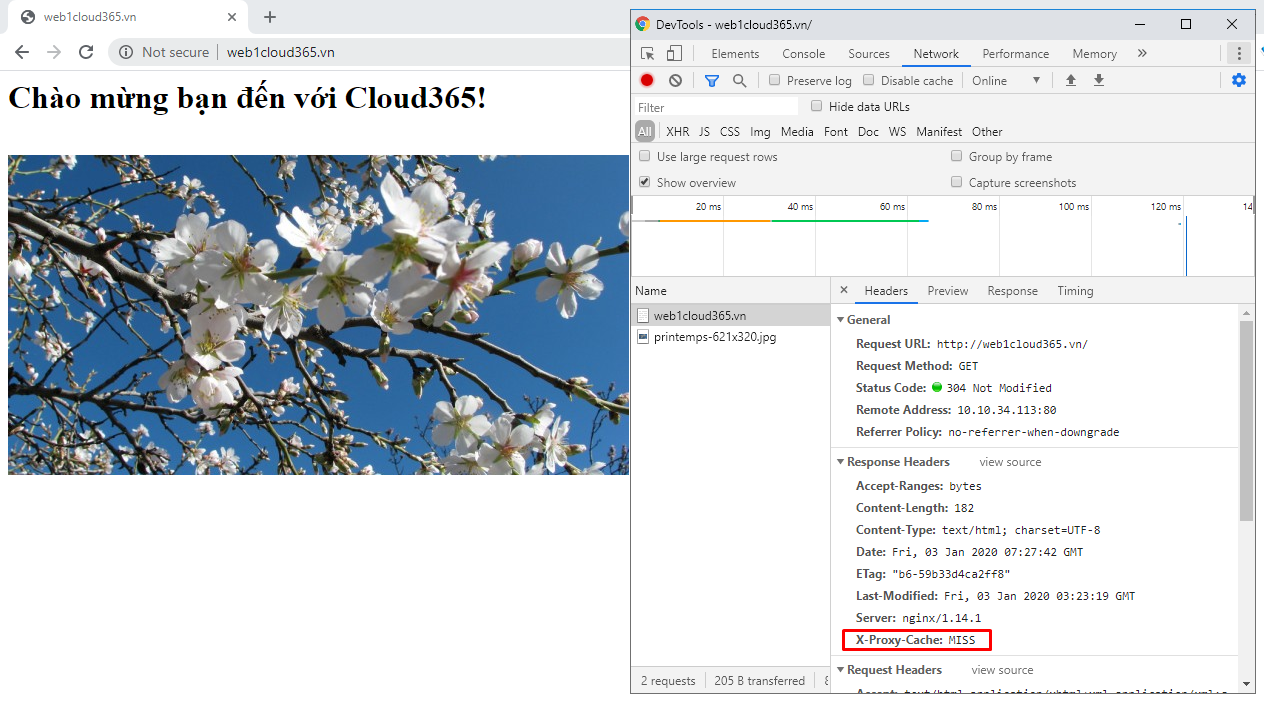 web1cloud365.vn
Not secure web1cloud365.vn
Chào mừng bạn đến với Cloud365!
DevTools - web1cloud365.vn/
Elements Console Sources Network Performance Memory »
Preserve log Disable cache Online
Filter Hide data URLs
All XHR JS CSS Img Media Font Doc WS Manifest Other
Use large request rows Group by frame
Show overview Capture screenshots
20 ms 40 ms 60 ms 80 ms 100 ms 120 ms 14
Name
web1cloud365.vn
printemps-621x320.jpg
2 requests 205 B transferred
Headers Preview Response Timing
General
Request URL: http://web1cloud365.vn/
Request Method: GET
Status Code: 304 Not Modified
Remote Address: 10.10.34.113:80
Referrer Policy: no-referrer-when-downgrade
Response Headers view source
Accept-Ranges: bytes
Content-Length: 182
Content-Type: text/html; charset=UTF-8
Date: Fri, 03 Jan 2020 07:27:42 GMT
ETag: "b6-59b33d4ca2ff8"
Last-Modified: Fri, 03 Jan 2020 03:23:19 GMT
Server: nginx/1.14.1
X-Proxy-Cache: MISS
Request Headers view source